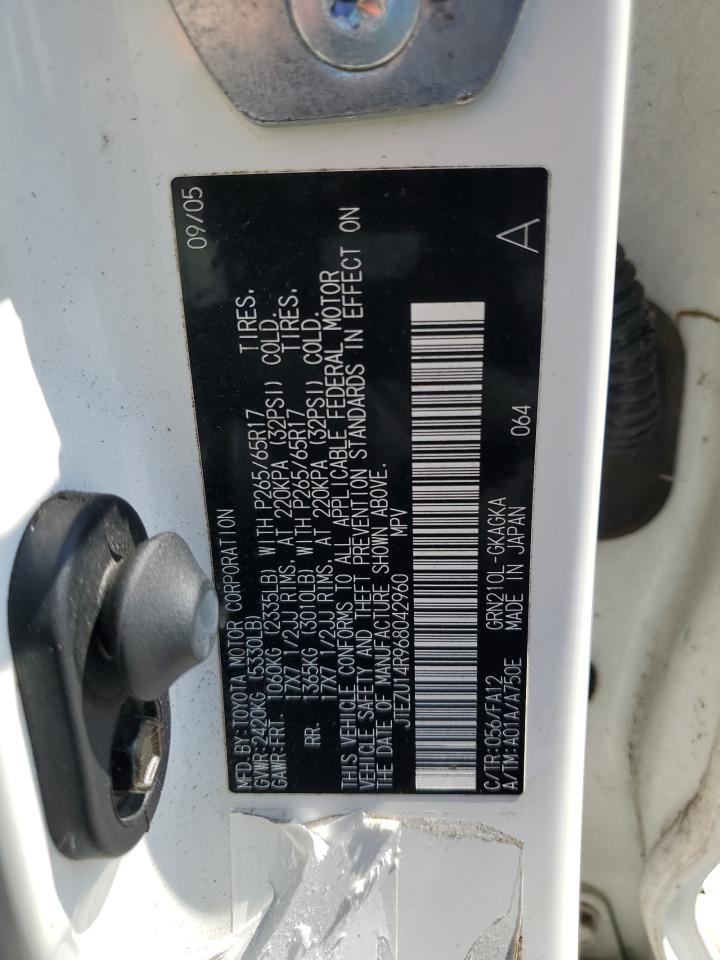 MFD.BY:TOYOTA MOTOR CORPORATION 09/05
GVWR:2420KG (5330LB)
GAWR:FRT. 1060KG (2335LB) WITH P265/65R17 TIRES,
17X7 1/2JJ RIMS, AT 220KPA (32PSI) COLD.
RR. 1365KG (3010LB) WITH P265/65R17 TIRES,
17X7 1/2JJ RIMS, AT 220KPA (32PSI) COLD.
THIS VEHICLE CONFORMS TO ALL APPLICABLE FEDERAL MOTOR
VEHICLE SAFETY AND THEFT PREVENTION STANDARDS IN EFFECT ON
THE DATE OF MANUFACTURE SHOWN ABOVE.
JTEZU14R968042960 MPV
C/TR:056/FA12 GRN210L-GKAGKA 064
A/TM:A01A/A750E MADE IN JAPAN A